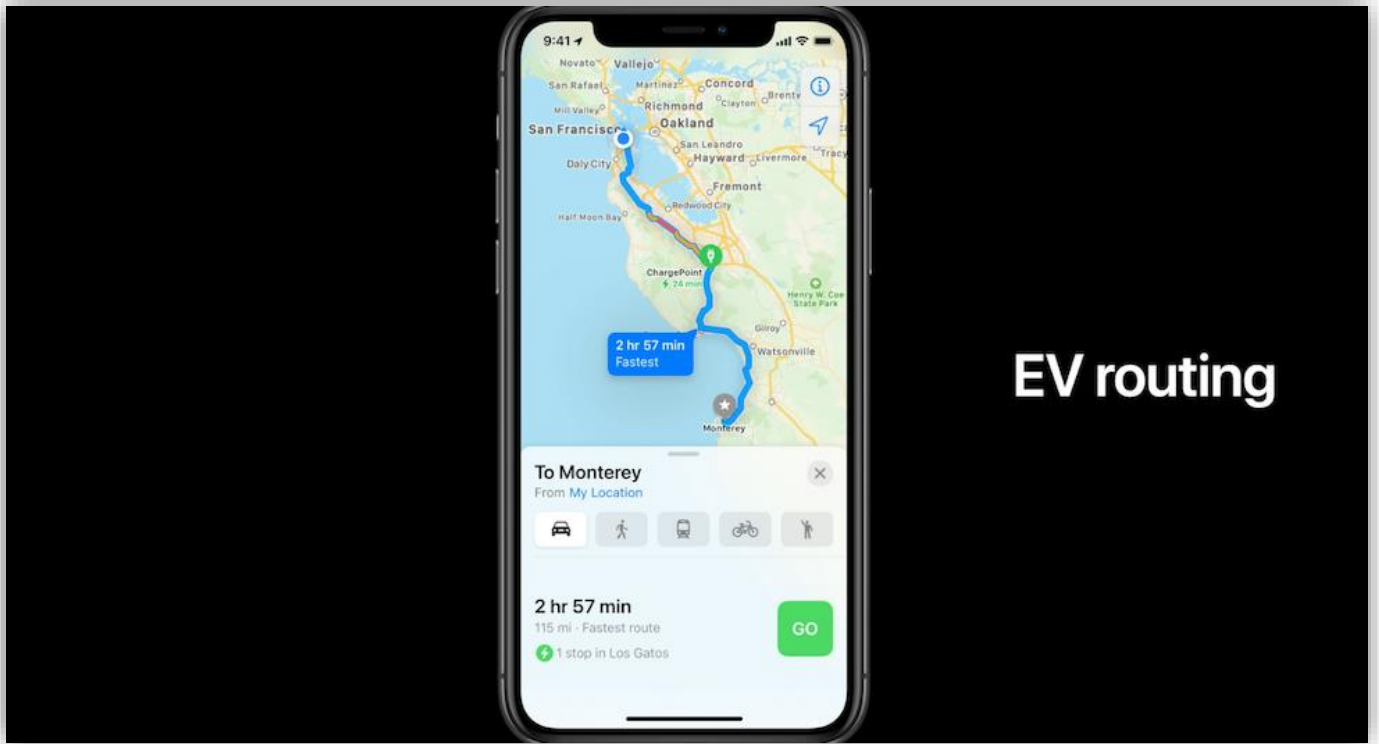 9:41
Novato
Vallejo
San Rafael
Martinez
Concord
Brentw
Mill Valley
Richmond
Clayton
San Francisco
Oakland
San Leandro
Daly City
Hayward
Livermore
Tracy
Fremont
Redwood City
Half Moon Bay
ChargePoint
24 min
Henry W. Coe
State Park
Gilroy
2 hr 57 min
Fastest
Watsonville
Monterey
EV routing
To Monterey
From My Location
2 hr 57 min
115 mi · Fastest route
1 stop in Los Gatos
GO